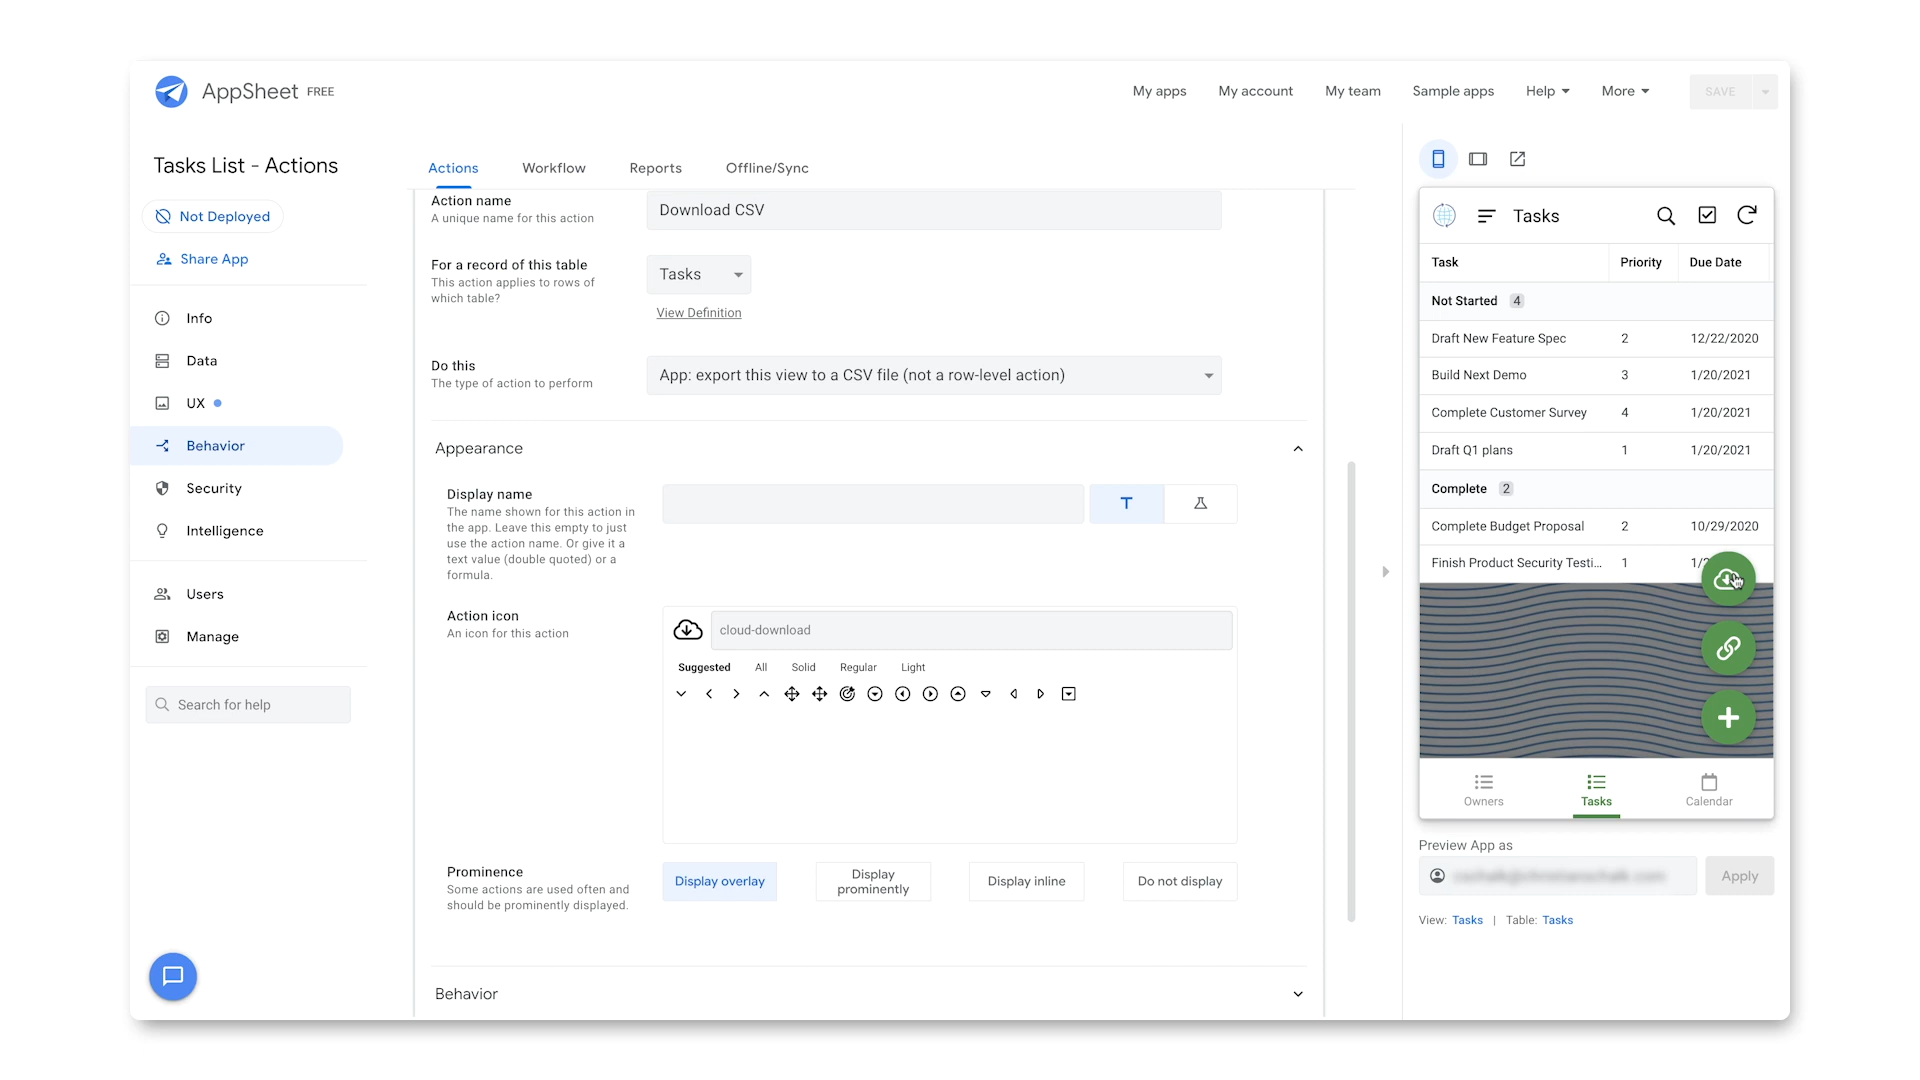 AppSheet FREE
My apps
My account
My team
Sample apps
Help
More
SAVE
Tasks List - Actions
Not Deployed
Share App
Info
Data
UX
Behavior
Security
Intelligence
Users
Manage
Search for help
Actions
Workflow
Reports
Offline/Sync
Action name
A unique name for this action
Download CSV
For a record of this table
This action applies to rows of
which table?
Tasks
View Definition
Do this
The type of action to perform
App: export this view to a CSV file (not a row-level action)
Appearance
Display name
The name shown for this action in
the app. Leave this empty to just
use the action name. Or give it a
text value (double quoted) or a
formula.
T
Action icon
An icon for this action
cloud-download
Suggested All Solid Regular Light
Prominence
Some actions are used often and
should be prominently displayed.
Display overlay
Display
prominently
Display inline
Do not display
Behavior
Tasks
Task Priority Due Date
Not Started 4
Draft New Feature Spec 2 12/22/2020
Build Next Demo 3 1/20/2021
Complete Customer Survey 4 1/20/2021
Draft Q1 plans 1 1/20/2021
Complete 2
Complete Budget Proposal 2 10/29/2020
Finish Product Security Testi... 1 1/2
Owners
Tasks
Calendar
Preview App as
Apply
View: Tasks | Table: Tasks